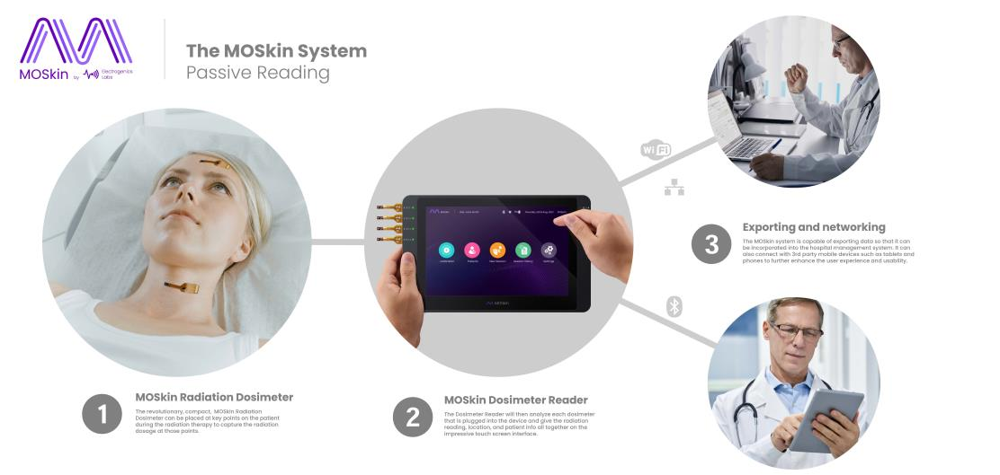 MOSkin by Electrogenics
Labs
The MOSkin System
Passive Reading
WiFi
MOSkin
MOSkin
1
MOSkin Radiation Dosimeter
The revolutionary, compact, MOSkin Radiation
Dosimeter can be placed at key points on the patient
during the radiation therapy to capture the radiation
dosage at those points.
2
MOSkin Dosimeter Reader
The Dosimeter Reader will then analyze each dosimeter
that is plugged into the device and give the radiation
reading, location, and patient info all together on the
impressive touch screen interface.
3
Exporting and networking
The MOSkin system is capable of exporting data so that it can
be incorporated into the hospital management system. It can
also connect with 3rd party mobile devices such as tablets and
phones to further enhance the user experience and usability.